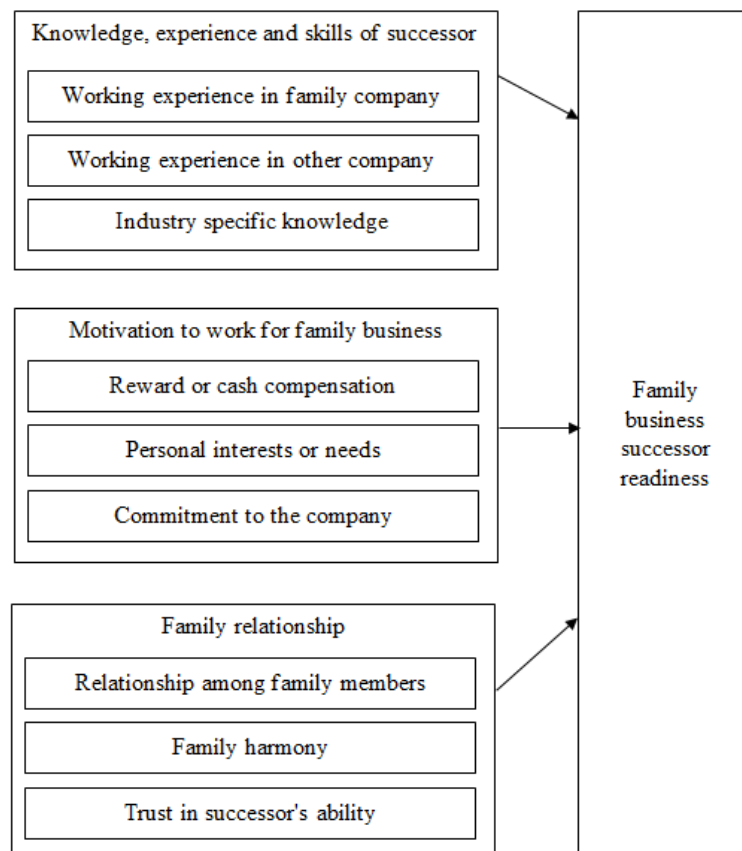 Knowledge, experience and skills of successor
Working experience in family company
Working experience in other company
Industry specific knowledge
Motivation to work for family business
Reward or cash compensation
Personal interests or needs
Commitment to the company
Family relationship
Relationship among family members
Family harmony
Trust in successor's ability
Family
business
successor
readiness